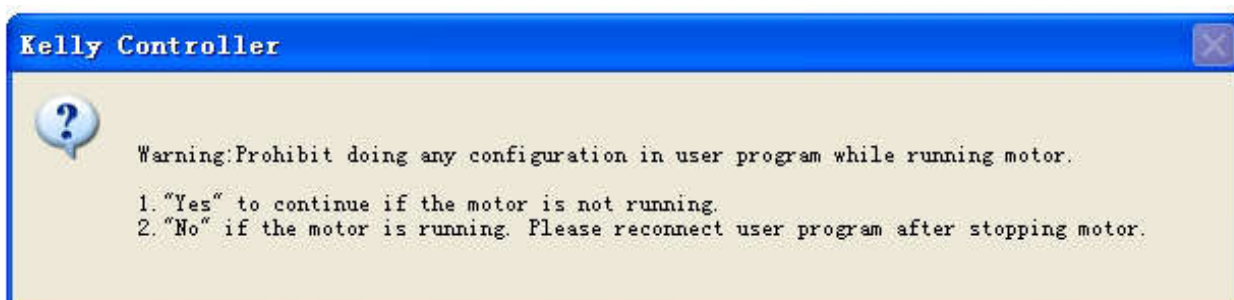 Kelly Controller
?
Warning:Prohibit doing any configuration in user program while running motor.
1."Yes" to continue if the motor is not running.
2."No" if the motor is running. Please reconnect user program after stopping motor.